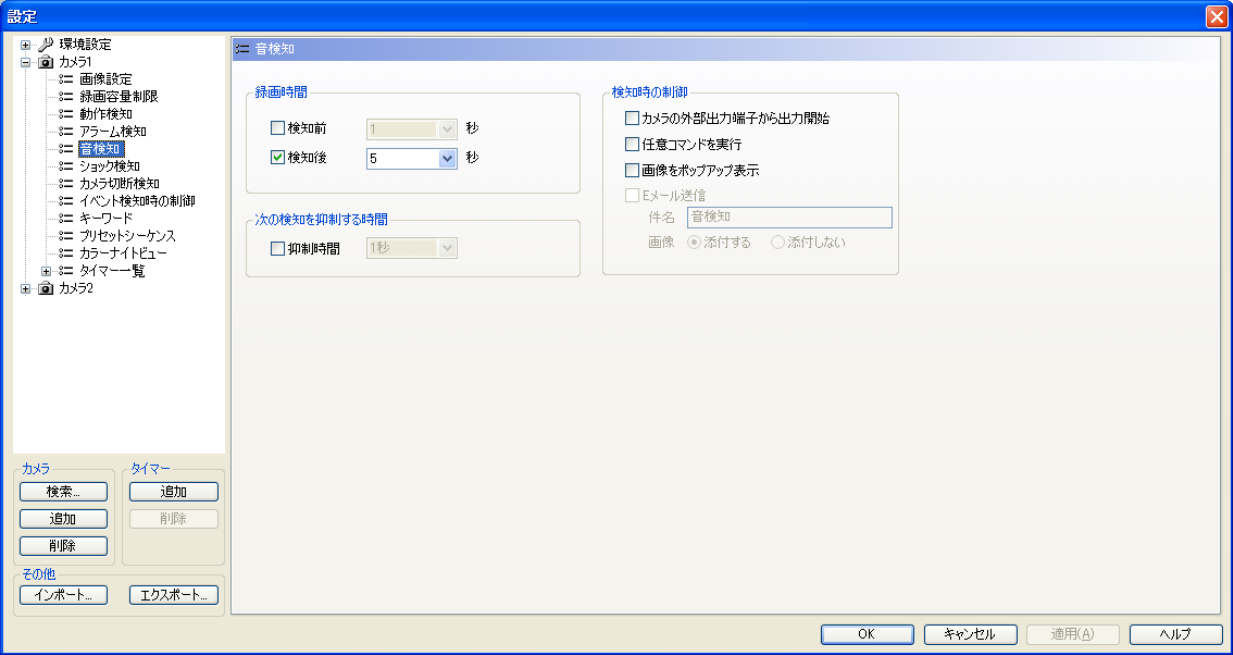 設定
環境設定
カメラ1
画像設定
録画容量制限
動作検知
アラーム検知
音検知
ショック検知
カメラ切断検知
イベント検知時の制御
キーワード
プリセットシーケンス
カラーナイトビュー
タイマー一覧
カメラ2
カメラ
検索...
追加
削除
タイマー
追加
削除
その他
インポート...
エクスポート...
音検知
録画時間
検知前 1 秒
検知後 5 秒
次の検知を抑制する時間
抑制時間 1秒
検知時の制御
カメラの外部出力端子から出力開始
任意コマンドを実行
画像をポップアップ表示
Eメール送信
件名 音検知
画像 添付する 添付しない
OK キャンセル 適用(A) ヘルプ